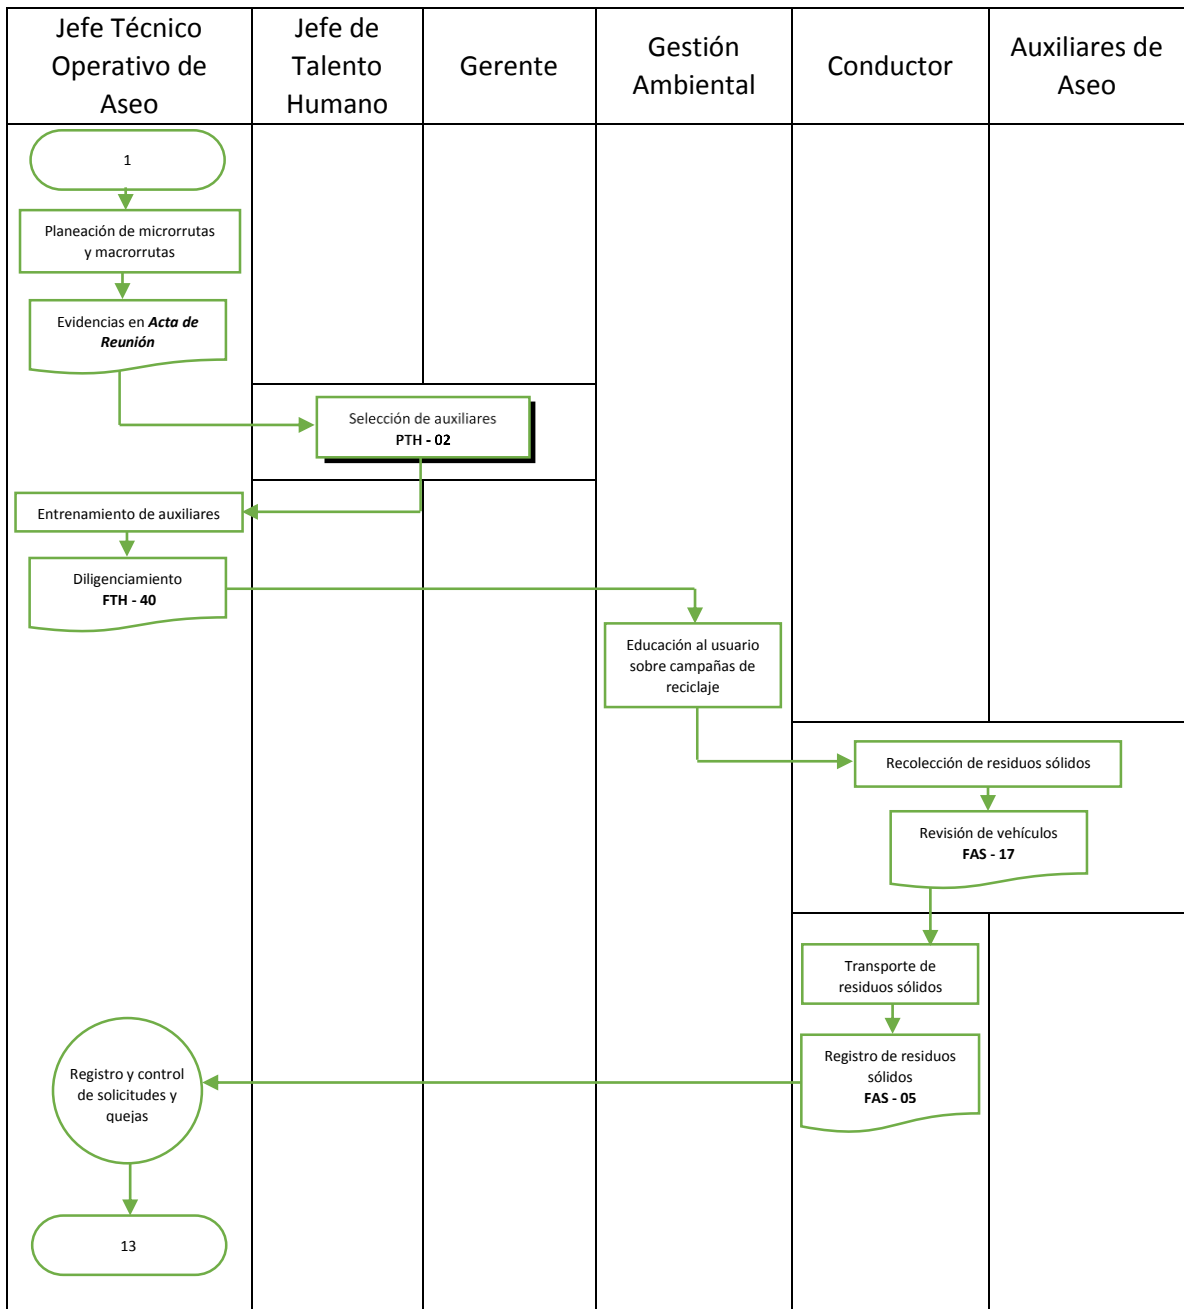 Jefe Técnico
Operativo de
Aseo
Jefe de
Talento
Humano
Gerente
Gestión
Ambiental
Conductor
Auxiliares de
Aseo
1
Planeación de microrrutas
y macrorrutas
Evidencias en Acta de
Reunión
Selección de auxiliares
PTH - 02
Entrenamiento de auxiliares
Diligenciamiento
FTH - 40
Educación al usuario
sobre campañas de
reciclaje
Recolección de residuos sólidos
Revisión de vehículos
FAS - 17
Transporte de
residuos sólidos
Registro de residuos
sólidos
FAS - 05
Registro y control
de solicitudes y
quejas
13